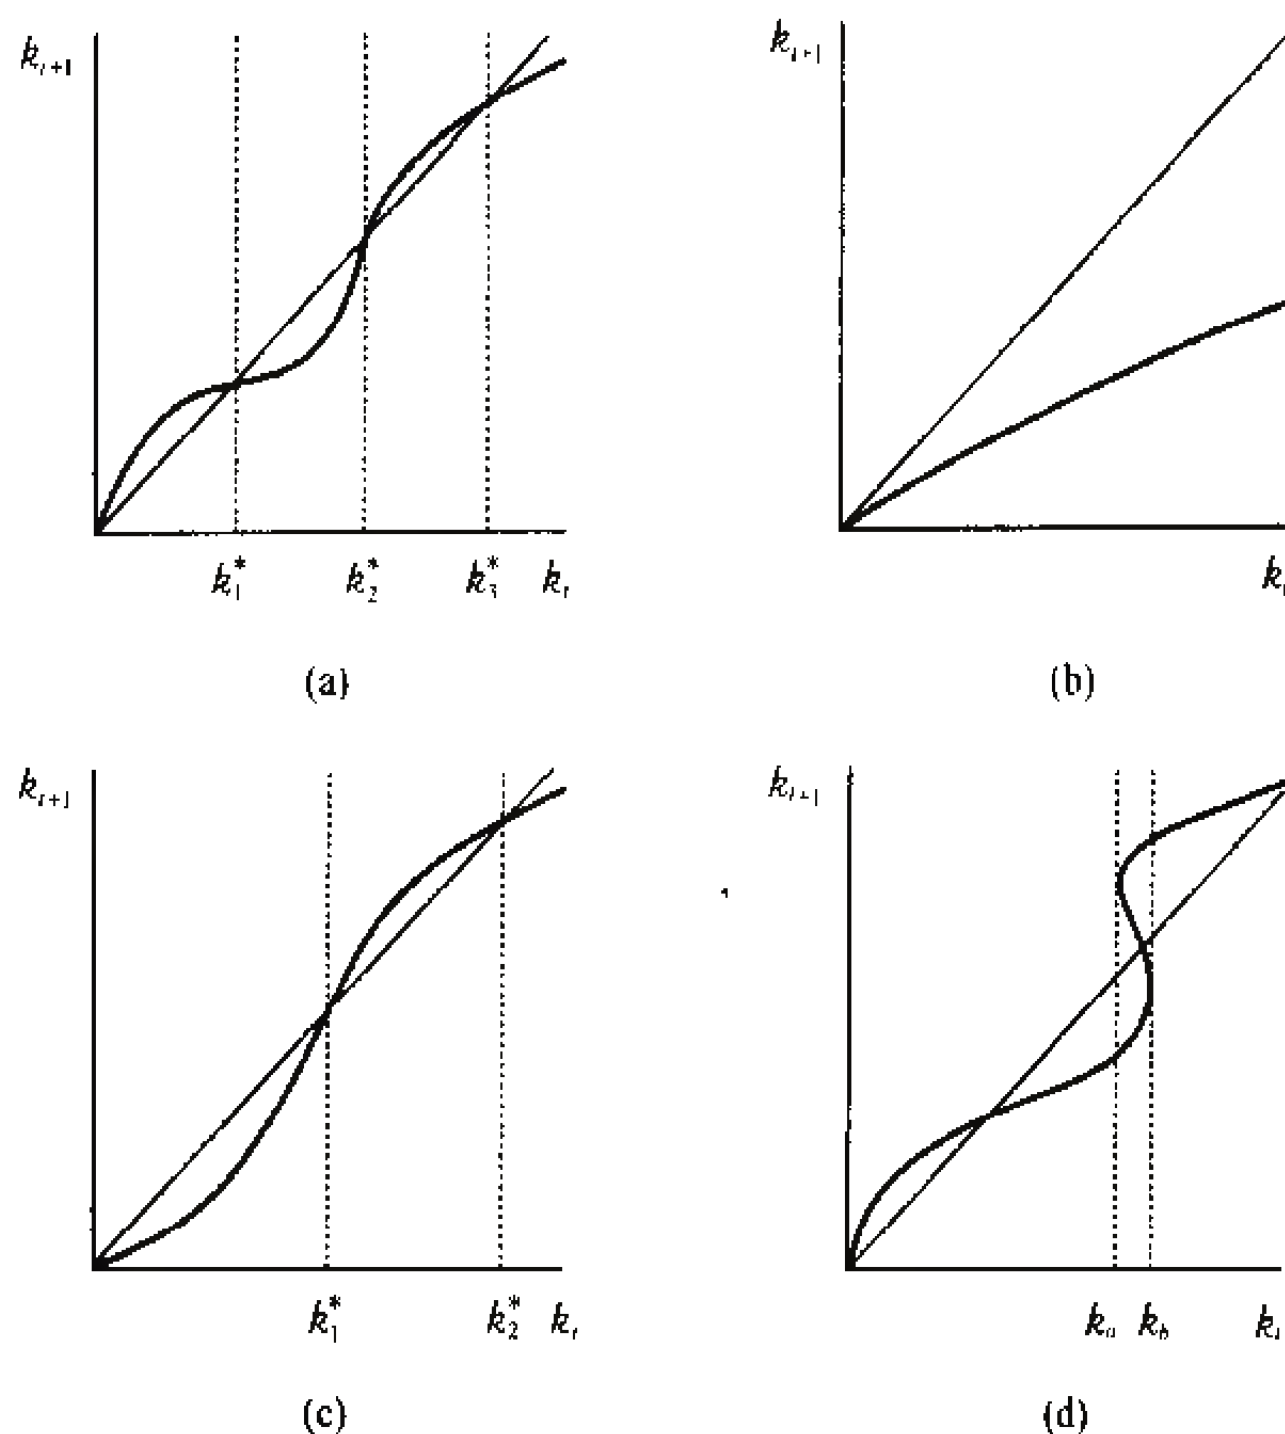 k_{t+1}
k_{t+1}
k_1^* k_2^* k_3^* k_t
k_t
(a)
(b)
k_{t+1}
k_{t+1}
k_1^* k_2^* k_t
k_a k_b k_t
(c)
(d)